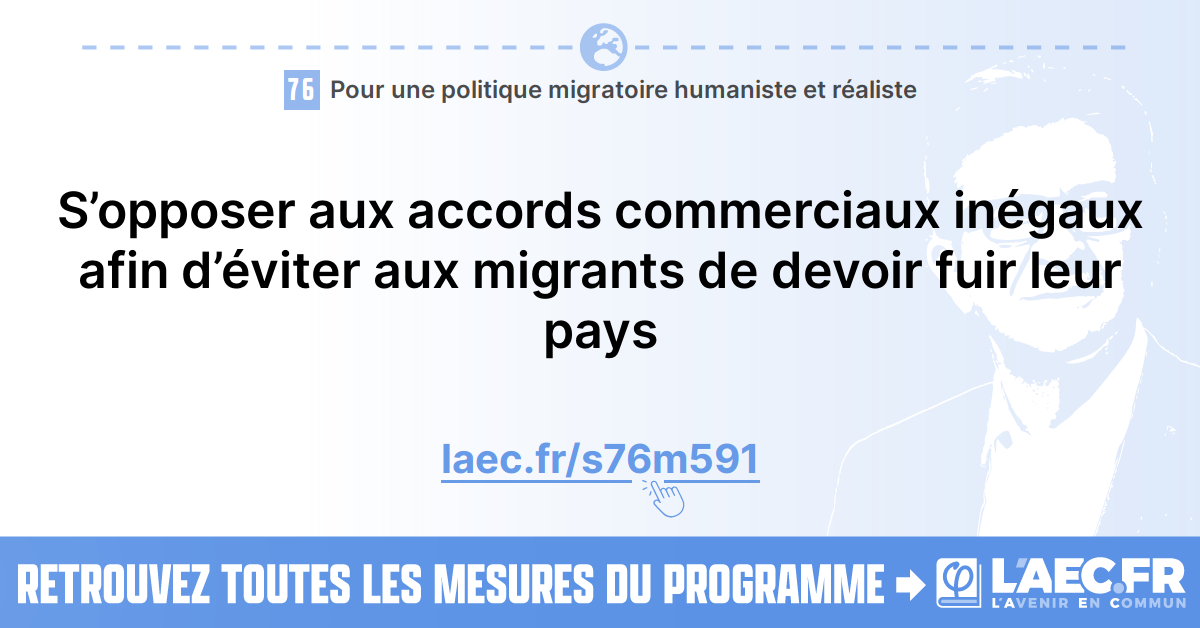 76 Pour une politique migratoire humaniste et réaliste
S’opposer aux accords commerciaux inégaux
afin d’éviter aux migrants de devoir fuir leur
pays
laec.fr/s76m591
RETROUVEZ TOUTES LES MESURES DU PROGRAMME φ L'AEC.FR
L'AVENIR EN COMMUN